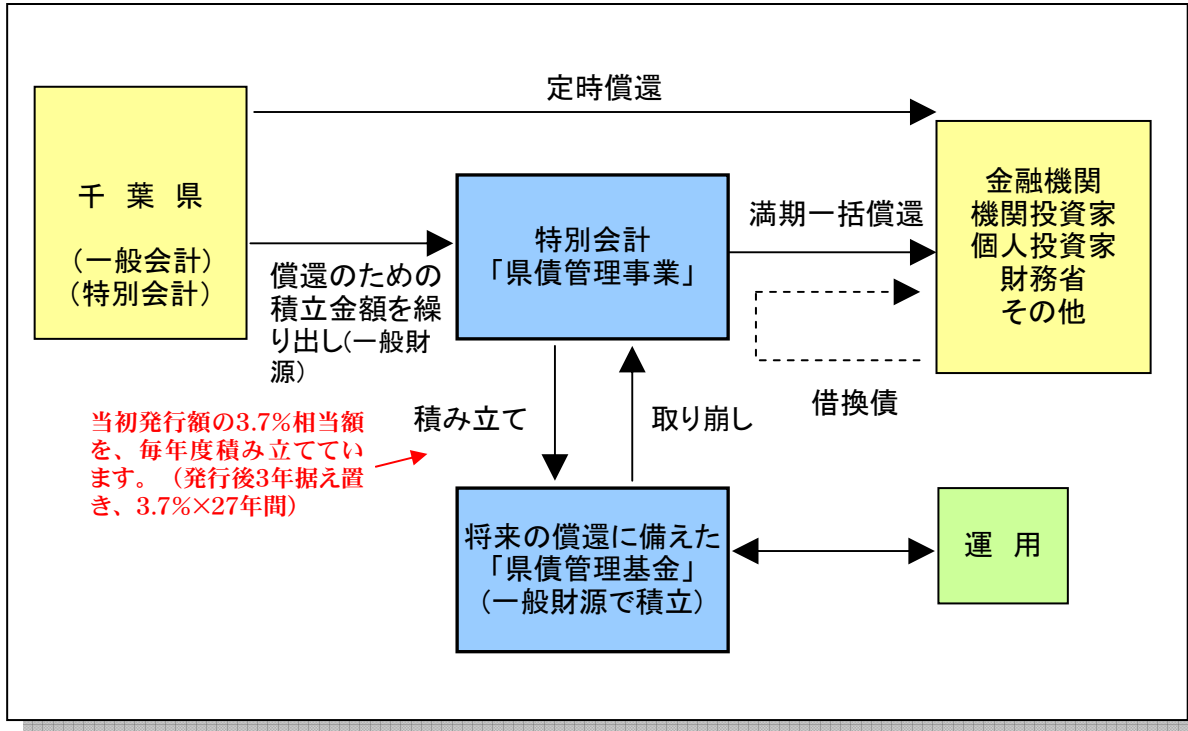 定時償還
千 葉 県
(一般会計)
(特別会計)
償還のための
積立金額を繰
り出し(一般財
源)
特別会計
「県債管理事業」
満期一括償還
金融機関
機関投資家
個人投資家
財務省
その他
借換債
当初発行額の3.7%相当額
を、毎年度積み立ててい
ます。（発行後3年据え置
き、3.7%×27年間）
積み立て
取り崩し
将来の償還に備えた
「県債管理基金」
(一般財源で積立)
運 用